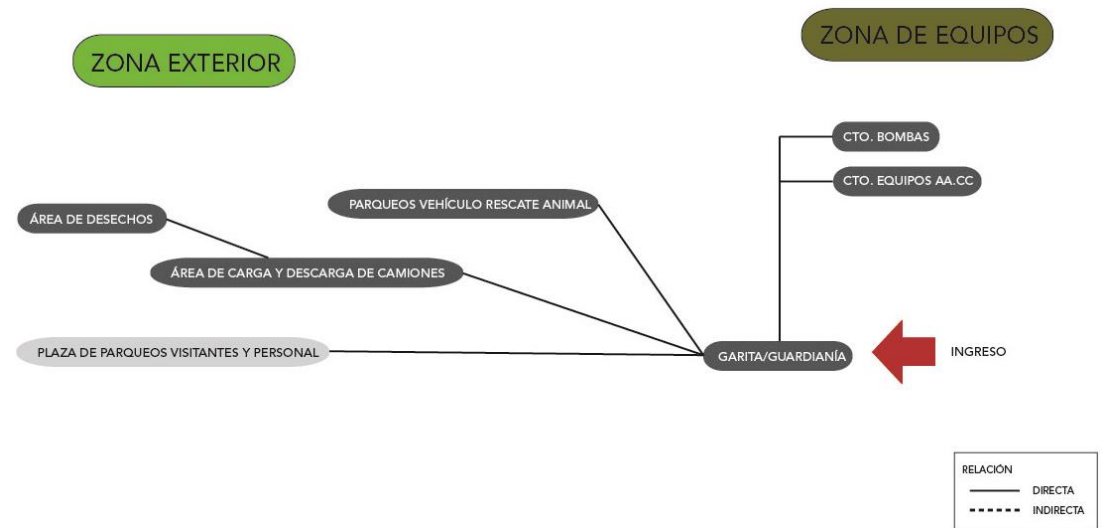 ZONA EXTERIOR
ZONA DE EQUIPOS
CTO. BOMBAS
CTO. EQUIPOS AA.CC
PARQUEOS VEHÍCULO RESCATE ANIMAL
ÁREA DE DESECHOS
ÁREA DE CARGA Y DESCARGA DE CAMIONES
PLAZA DE PARQUEOS VISITANTES Y PERSONAL
GARITA/GUARDIANÍA
INGRESO
RELACIÓN
DIRECTA
INDIRECTA